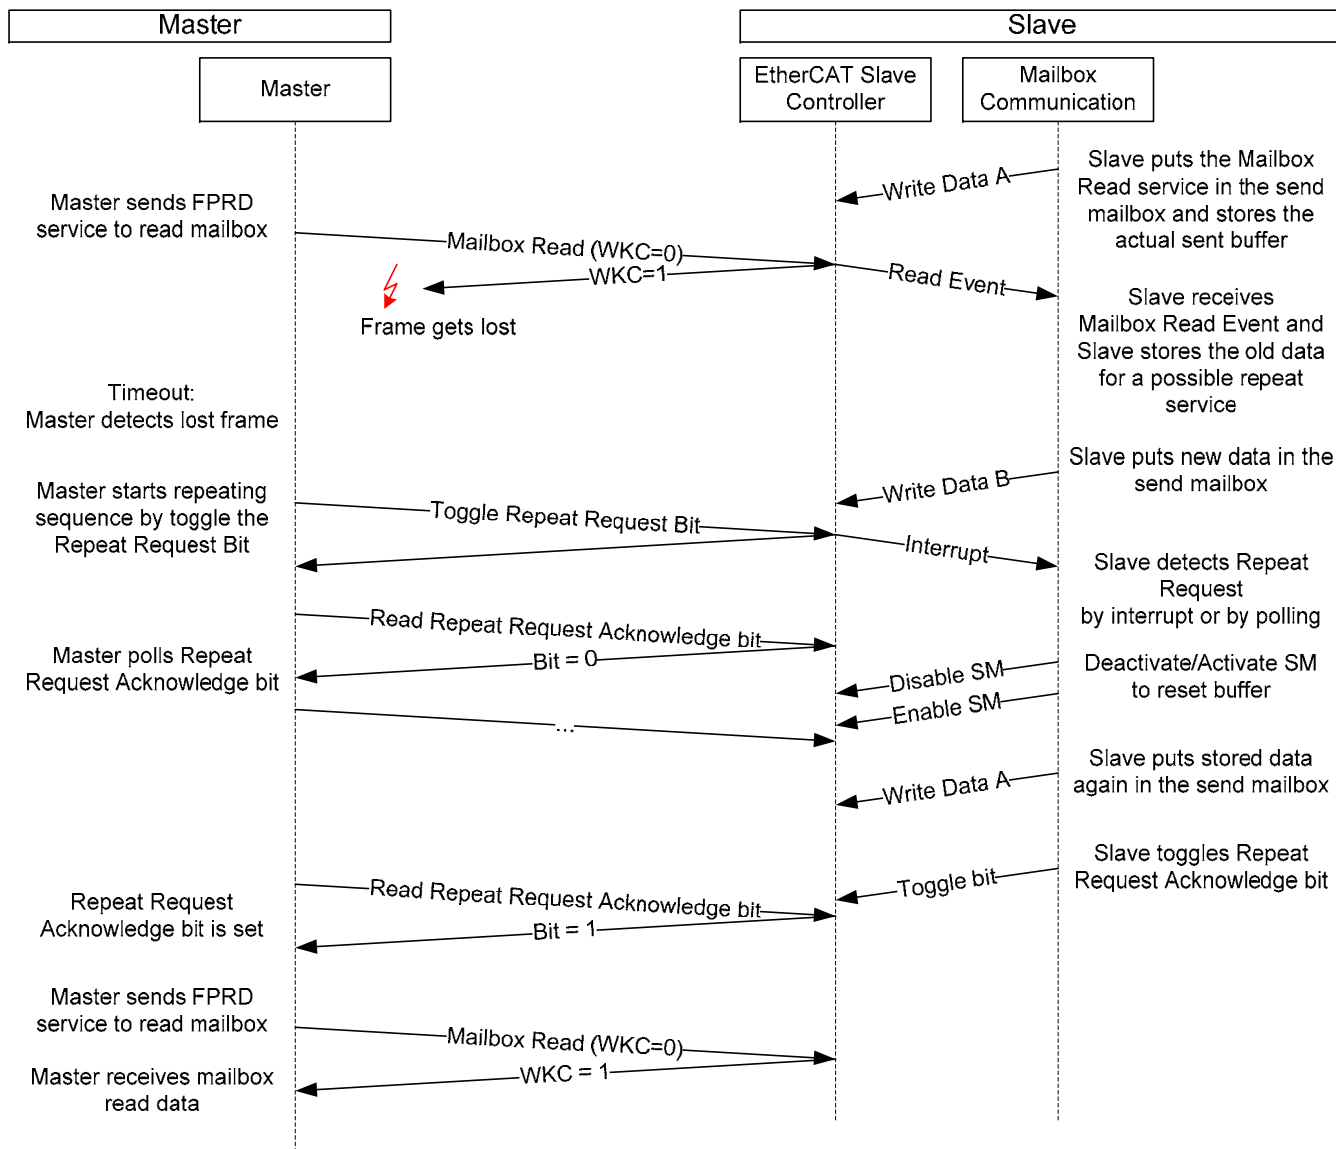 Master
Slave
Master
EtherCAT Slave
Controller
Mailbox
Communication
Slave puts the Mailbox
Read service in the send
mailbox and stores the
actual sent buffer
Write Data A
Master sends FPRD
service to read mailbox
Mailbox Read (WKC=0)
WKC=1
Read Event
Frame gets lost
Slave receives
Mailbox Read Event and
Slave stores the old data
for a possible repeat
service
Timeout:
Master detects lost frame
Slave puts new data in the
send mailbox
Write Data B
Master starts repeating
sequence by toggle the
Repeat Request Bit
Toggle Repeat Request Bit
Interrupt
Slave detects Repeat
Request
by interrupt or by polling
Read Repeat Request Acknowledge bit
Bit = 0
Master polls Repeat
Request Acknowledge bit
Disable SM
Enable SM
Deactivate/Activate SM
to reset buffer
...
Slave puts stored data
again in the send mailbox
Write Data A
Slave toggles Repeat
Request Acknowledge bit
Toggle bit
Read Repeat Request Acknowledge bit
Bit = 1
Repeat Request
Acknowledge bit is set
Master sends FPRD
service to read mailbox
Mailbox Read (WKC=0)
WKC = 1
Master receives mailbox
read data